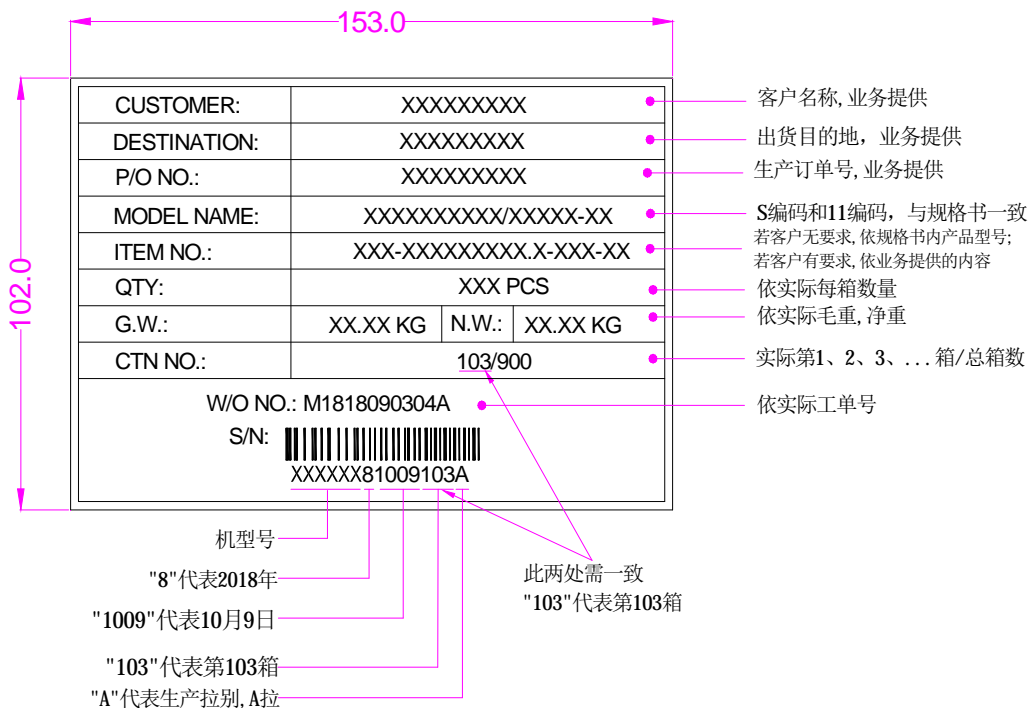 153.0
102.0
CUSTOMER: XXXXXXXXX 客户名称,业务提供
DESTINATION: XXXXXXXXX 出货目的地，业务提供
P/O NO.: XXXXXXXXX 生产订单号,业务提供
MODEL NAME: XXXXXXXXXX/XXXXX-XX S编码和11编码，与规格书一致
ITEM NO.: XXX-XXXXXXXXX.X-XXX-XX 若客户无要求,依规格书内产品型号;
若客户有要求,依业务提供的内容
QTY: XXX PCS 依实际每箱数量
G.W.: XX.XX KG N.W.: XX.XX KG 依实际毛重,净重
CTN NO.: 103/900 实际第1、2、3、...箱/总箱数
W/O NO.: M1818090304A 依实际工单号
S/N:
XXXXXX81009103A
机型号
"8"代表2018年
"1009"代表10月9日
"103"代表第103箱
"A"代表生产拉别,A拉
此两处需一致
"103"代表第103箱